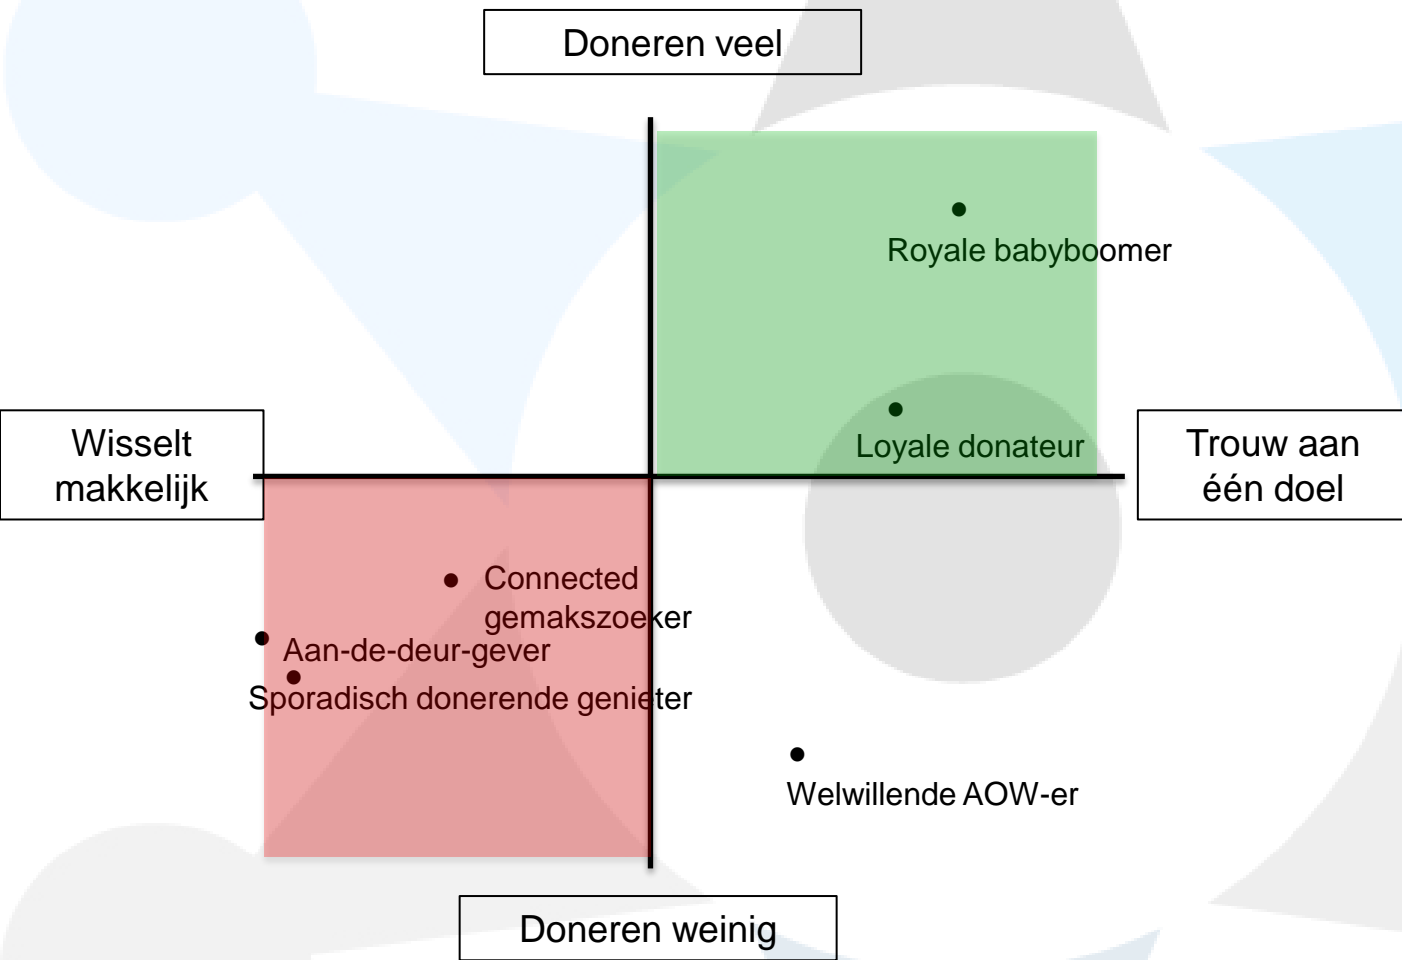 Doneren veel
Royale babyboomer
Wisselt
makkelijk
Loyale donateur
Trouw aan
één doel
Connected
gemakszoeker
Aan-de-deur-gever
Sporadisch donerende genieter
Welwillende AOW-er
Doneren weinig